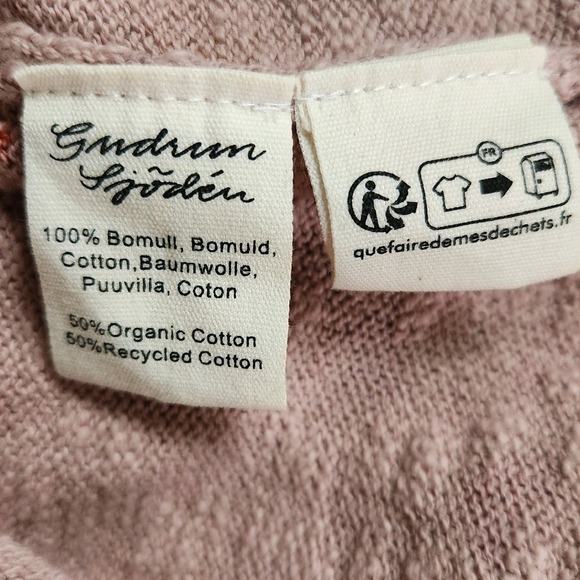 Gudrun
Sjödén
100% Bomull, Bomuld,
Cotton,Baumwolle,
Puuvilla, Coton
50%Organic Cotton
50%Recycled Cotton
FR
quefairedemesdechets.fr